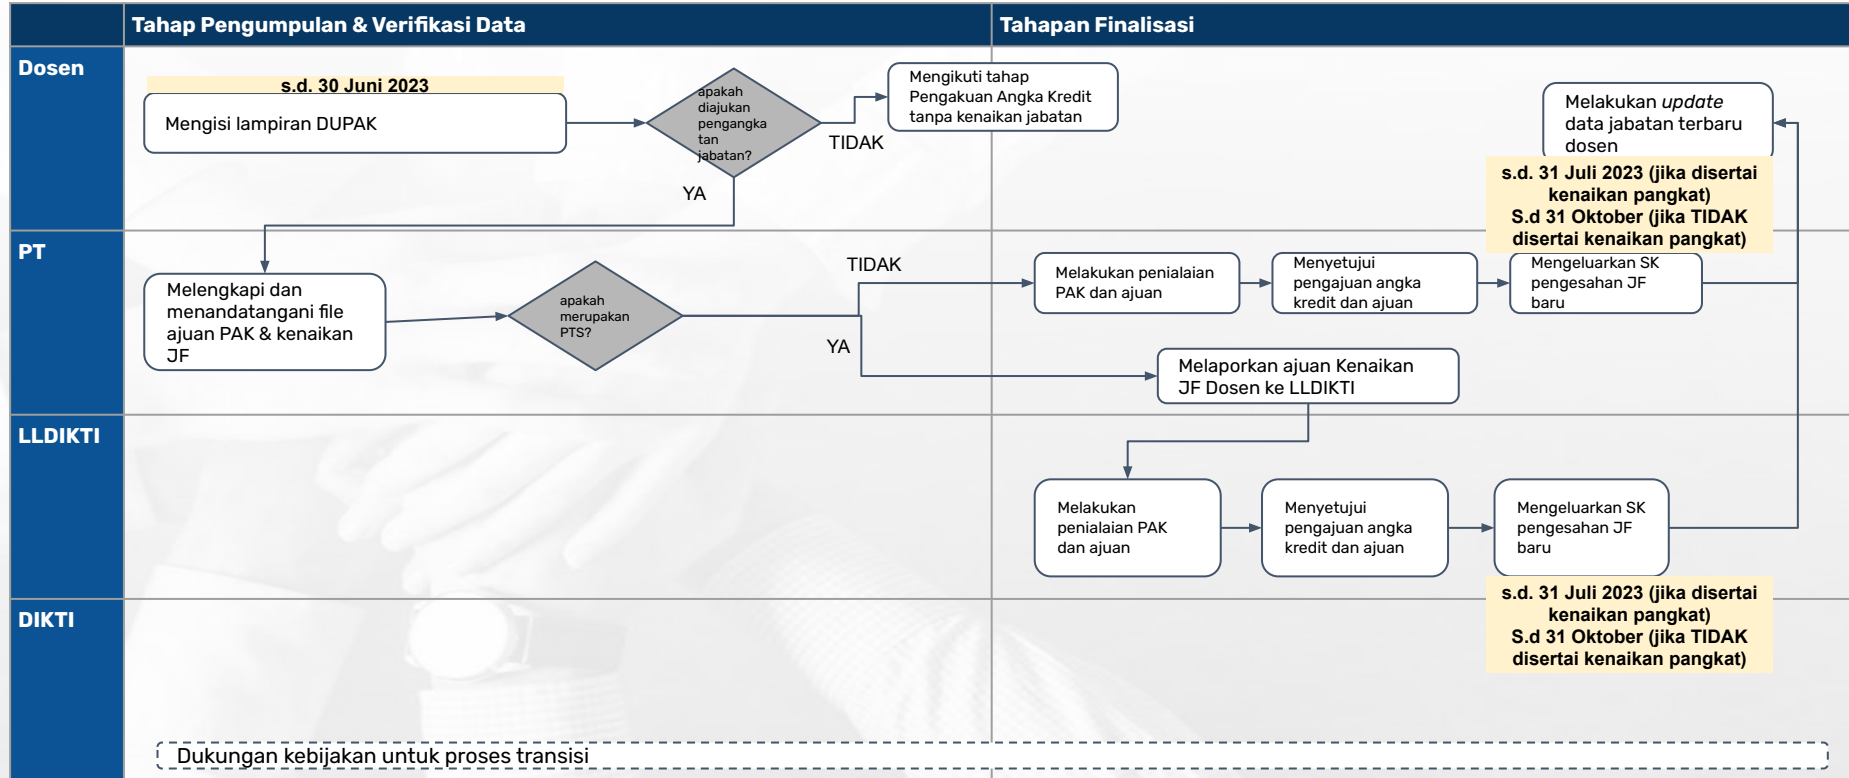 Tahap Pengumpulan & Verifikasi Data
Tahapan Finalisasi
Dosen
s.d. 30 Juni 2023
Mengisi lampiran DUPAK
apakah
diajukan
pengangka
tan
jabatan?
TIDAK
YA
Mengikuti tahap
Pengakuan Angka Kredit
tanpa kenaikan jabatan
Melakukan update
data jabatan terbaru
dosen
s.d. 31 Juli 2023 (jika disertai
kenaikan pangkat)
S.d 31 Oktober (jika TIDAK
disertai kenaikan pangkat)
PT
Melengkapi dan
menandatangani file
ajuan PAK & kenaikan
JF
apakah
merupakan
PTS?
TIDAK
YA
Melakukan penialaian
PAK dan ajuan
Menyetujui
pengajuan angka
kredit dan ajuan
Mengeluarkan SK
pengesahan JF
baru
Melaporkan ajuan Kenaikan
JF Dosen ke LLDIKTI
LLDIKTI
Melakukan
penialaian PAK
dan ajuan
Menyetujui
pengajuan angka
kredit dan ajuan
Mengeluarkan SK
pengesahan JF
baru
s.d. 31 Juli 2023 (jika disertai
kenaikan pangkat)
S.d 31 Oktober (jika TIDAK
disertai kenaikan pangkat)
DIKTI
Dukungan kebijakan untuk proses transisi